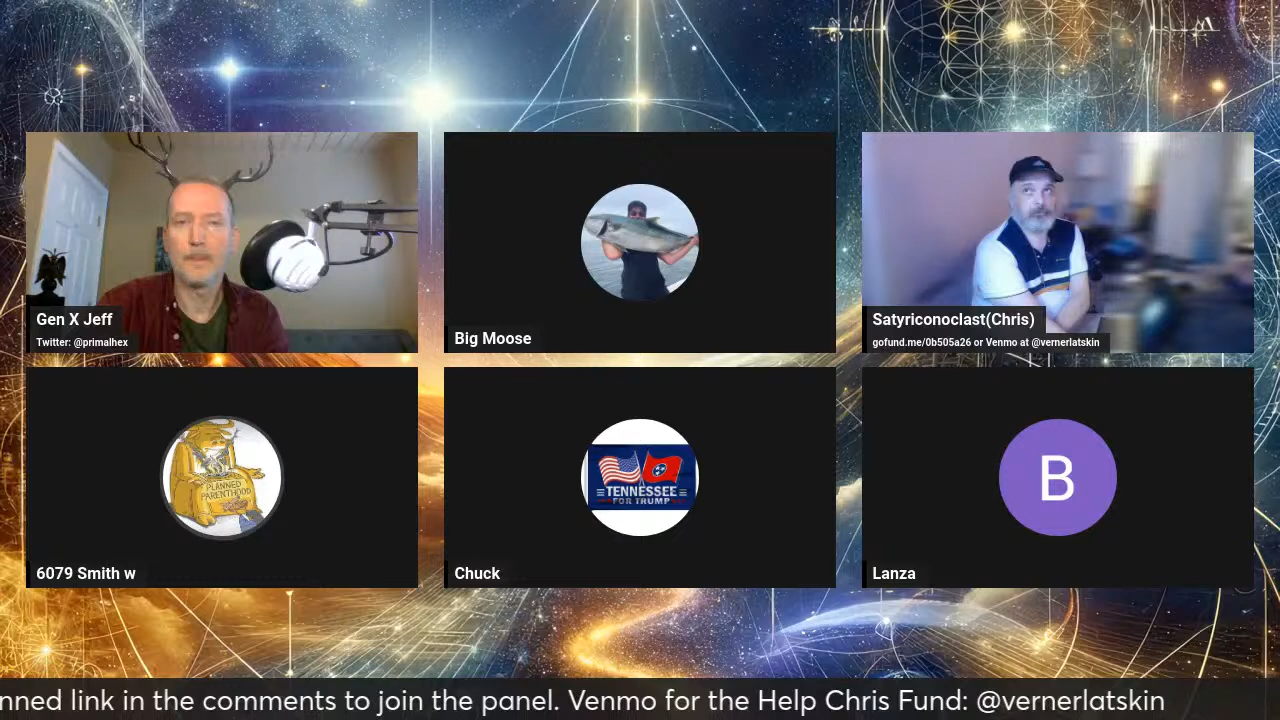 Gen X Jeff
Twitter: @primalhex
Big Moose
Satyriconoclast(Chris)
gofund.me/0b505a26 or Venmo at @vernerlatskin
PLANNED
PARENTHOOD
6079 Smith w
TENNESSEE
FOR TRUMP
Chuck
B
Lanza
nned link in the comments to join the panel. Venmo for the Help Chris Fund: @vernerlatskin